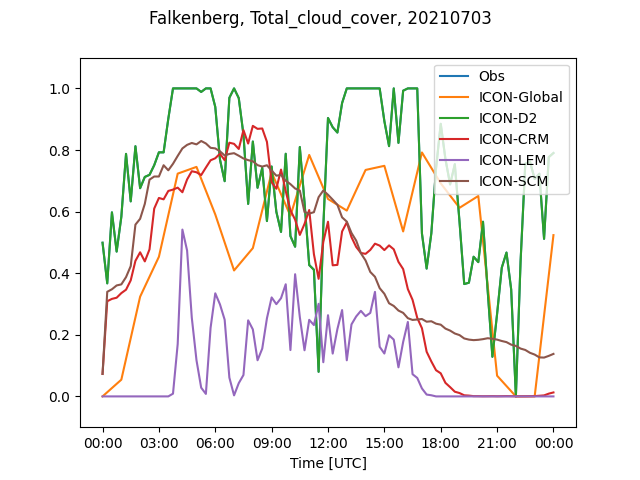 Falkenberg, Total_cloud_cover, 20210703
1.0
0.8
0.6
0.4
0.2
0.0
Obs
ICON-Global
ICON-D2
ICON-CRM
ICON-LEM
ICON-SCM
00:00 03:00 06:00 09:00 12:00 15:00 18:00 21:00 00:00
Time [UTC]